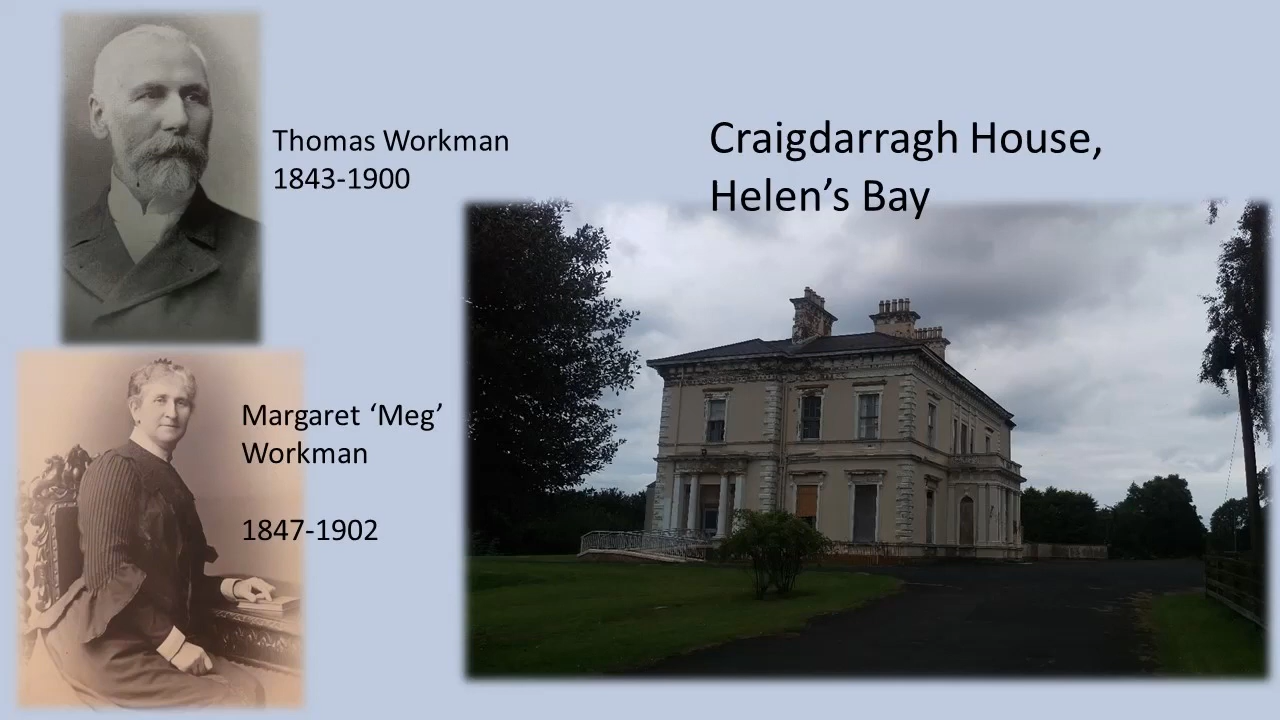 Thomas Workman
1843-1900
Craigdarragh House,
Helen’s Bay
Margaret ‘Meg’
Workman
1847-1902